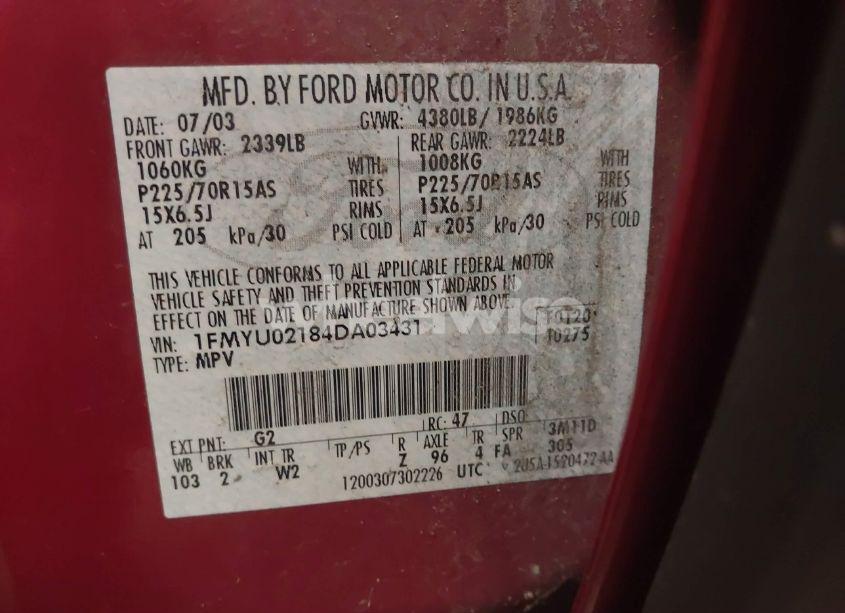 MFD. BY FORD MOTOR CO. IN U.S.A.
DATE: 07/03 GVWR: 4380LB/ 1986KG
FRONT GAWR: 2339LB REAR GAWR: 2224LB
1060KG WITH 1008KG WITH
P225/70R15AS TIRES P225/70R15AS TIRES
15X6.5J RIMS 15X6.5J RIMS
AT 205 kPa/30 PSI COLD AT 205 kPa/30 PSI COLD
THIS VEHICLE CONFORMS TO ALL APPLICABLE FEDERAL MOTOR
VEHICLE SAFETY AND THEFT PREVENTION STANDARDS IN
EFFECT ON THE DATE OF MANUFACTURE SHOWN ABOVE
VIN: 1FMYU02184DA03431 F0120
TYPE: MPV T0275
RC: 47 DSO
EXT PNT: G2 3M11D
WB BRK INT TR TP/PS R AXLE TR SPR 305
103 2 W2 Z 96 4 FA
1200307302226 UTC